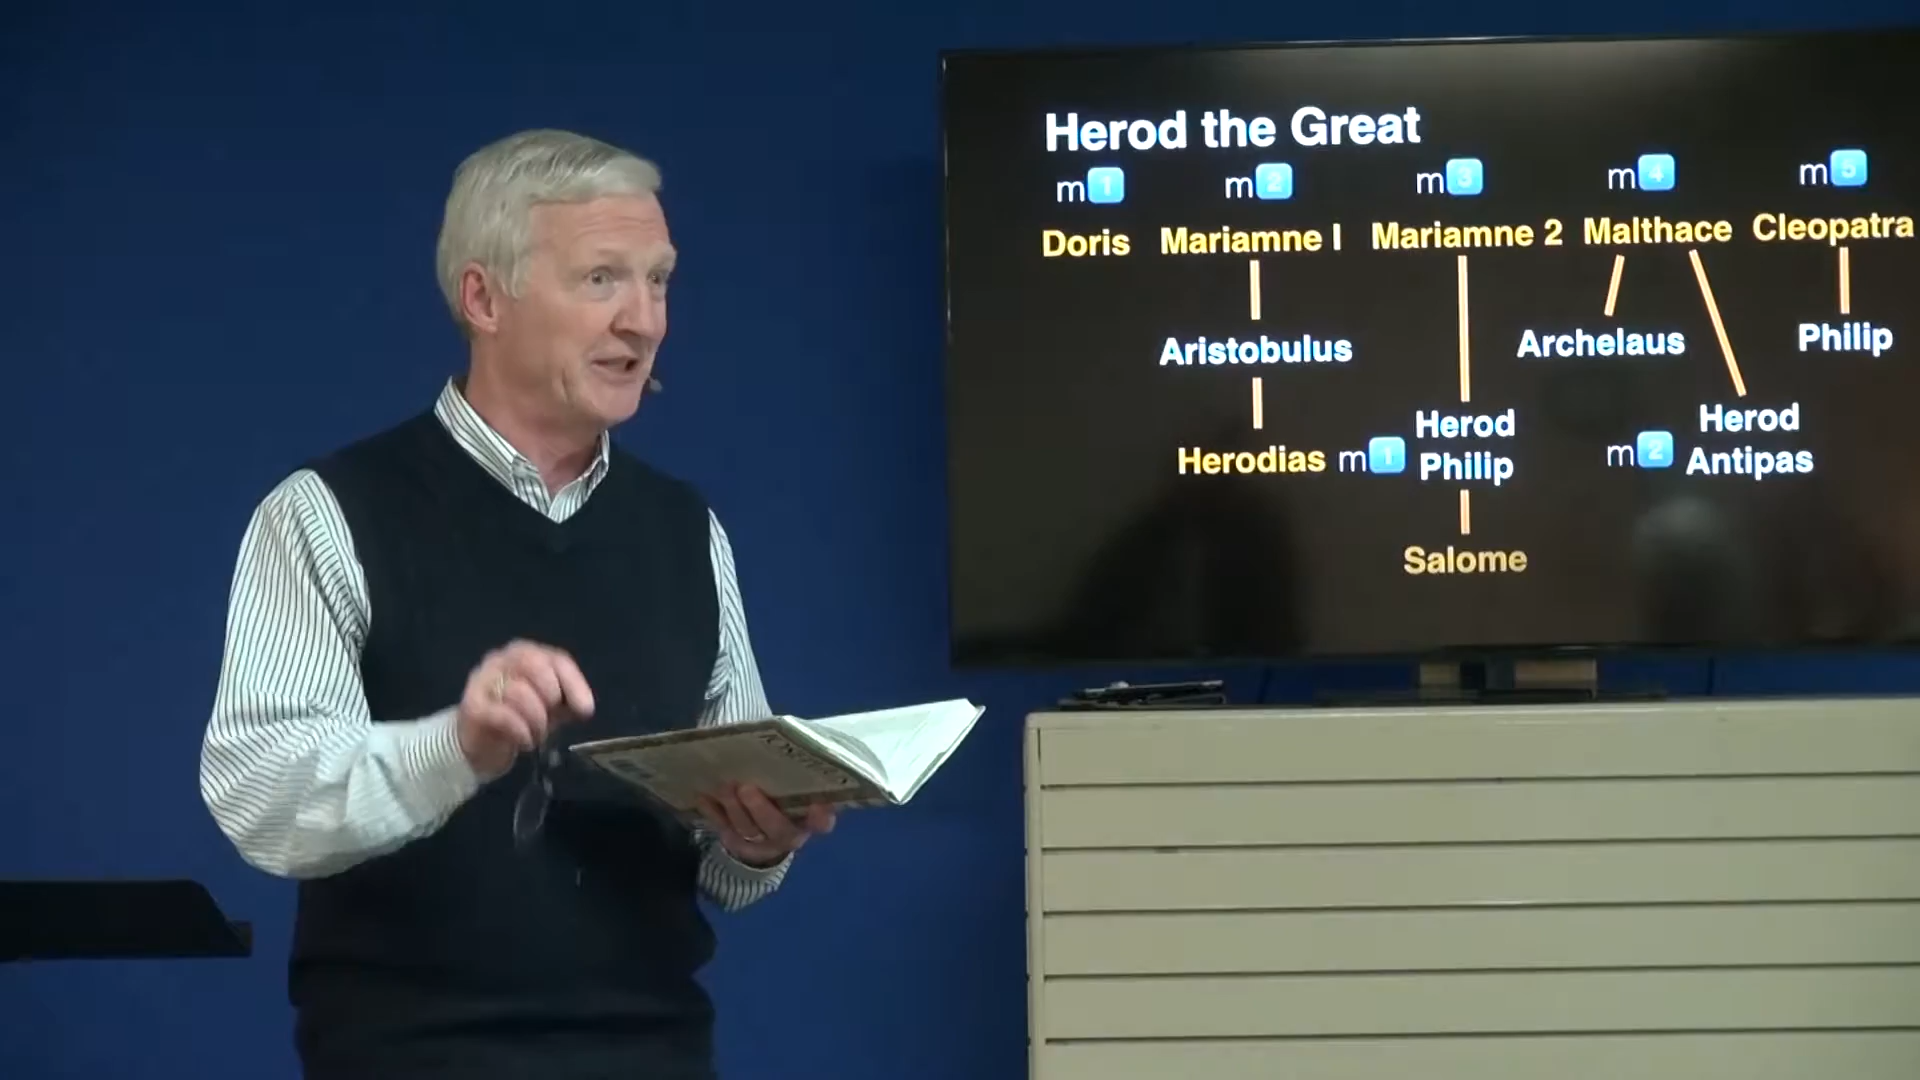 Herod the Great
m1 m2 m3 m4 m5
Doris Mariamne I Mariamne 2 Malthace Cleopatra
Aristobulus Archelaus Philip
Herodias m1 Herod Philip m2 Herod Antipas
Salome
JOSEPHUS